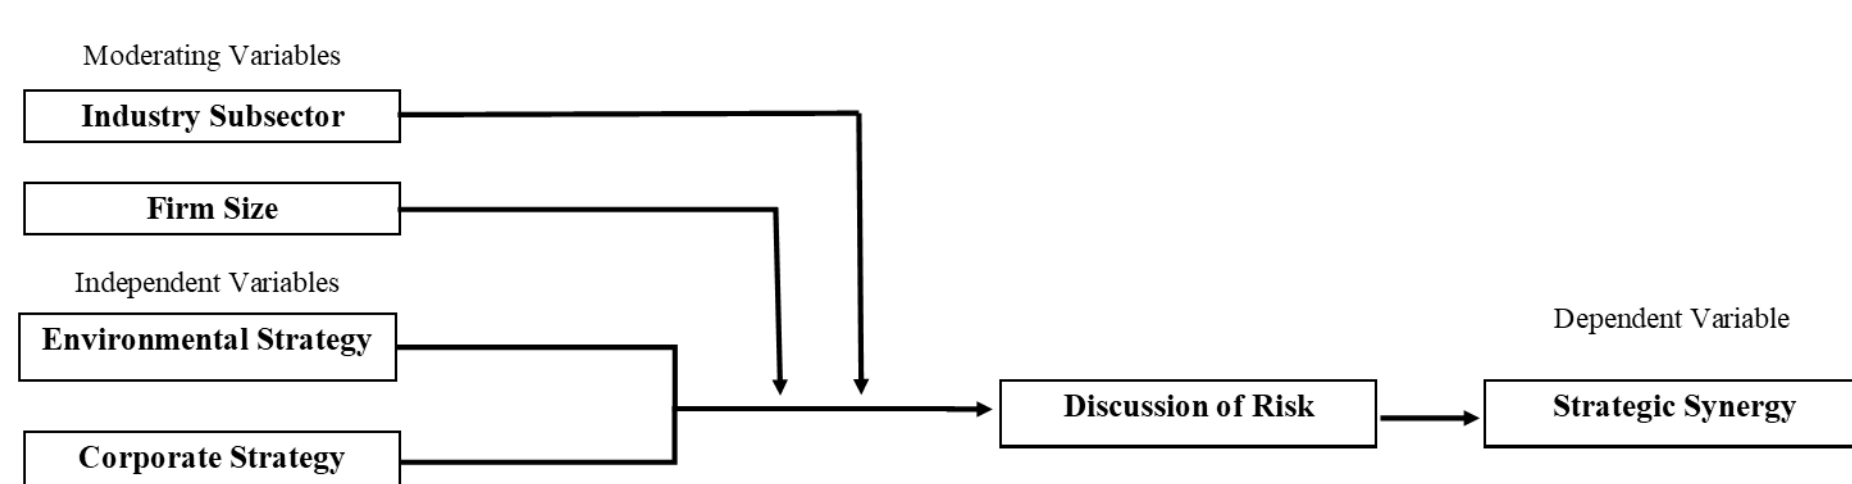 Moderating Variables
Industry Subsector
Firm Size
Independent Variables
Environmental Strategy
Corporate Strategy
Discussion of Risk
Dependent Variable
Strategic Synergy